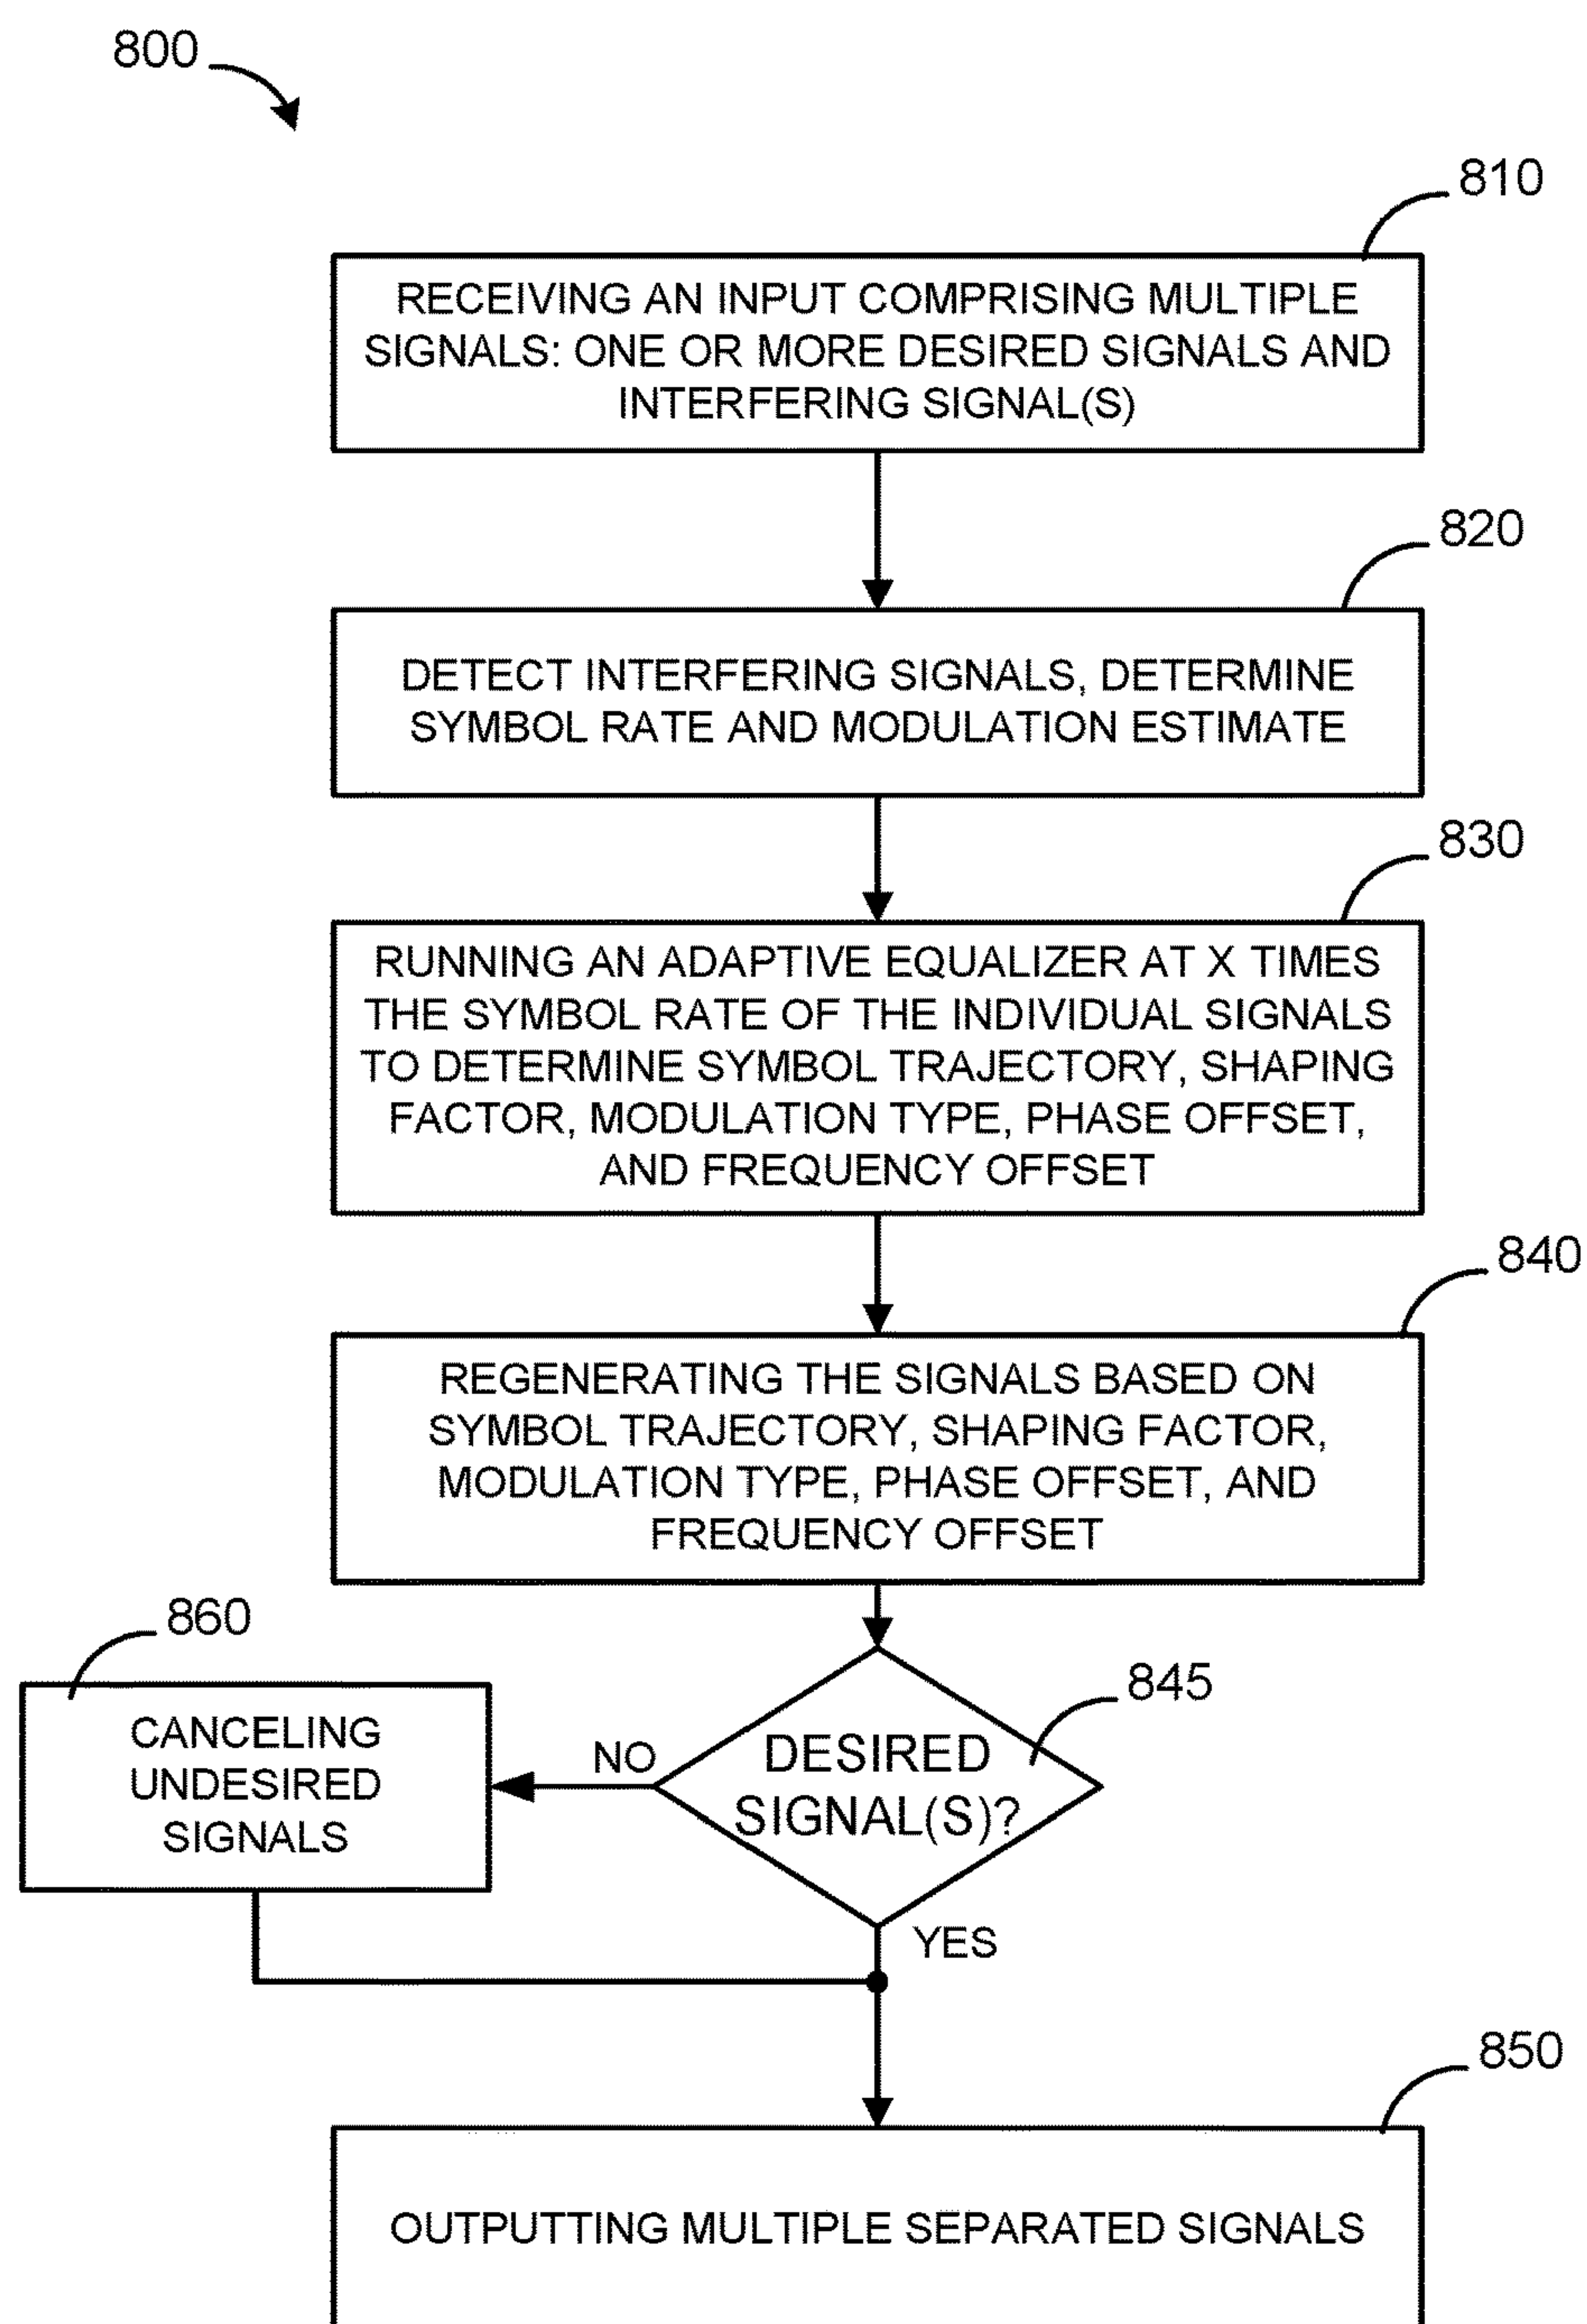 800
810
RECEIVING AN INPUT COMPRISING MULTIPLE
SIGNALS: ONE OR MORE DESIRED SIGNALS AND
INTERFERING SIGNAL(S)
820
DETECT INTERFERING SIGNALS, DETERMINE
SYMBOL RATE AND MODULATION ESTIMATE
830
RUNNING AN ADAPTIVE EQUALIZER AT X TIMES
THE SYMBOL RATE OF THE INDIVIDUAL SIGNALS
TO DETERMINE SYMBOL TRAJECTORY, SHAPING
FACTOR, MODULATION TYPE, PHASE OFFSET,
AND FREQUENCY OFFSET
840
REGENERATING THE SIGNALS BASED ON
SYMBOL TRAJECTORY, SHAPING FACTOR,
MODULATION TYPE, PHASE OFFSET, AND
FREQUENCY OFFSET
860
CANCELING
UNDESIRED
SIGNALS
NO
845
DESIRED
SIGNAL(S)?
YES
850
OUTPUTTING MULTIPLE SEPARATED SIGNALS